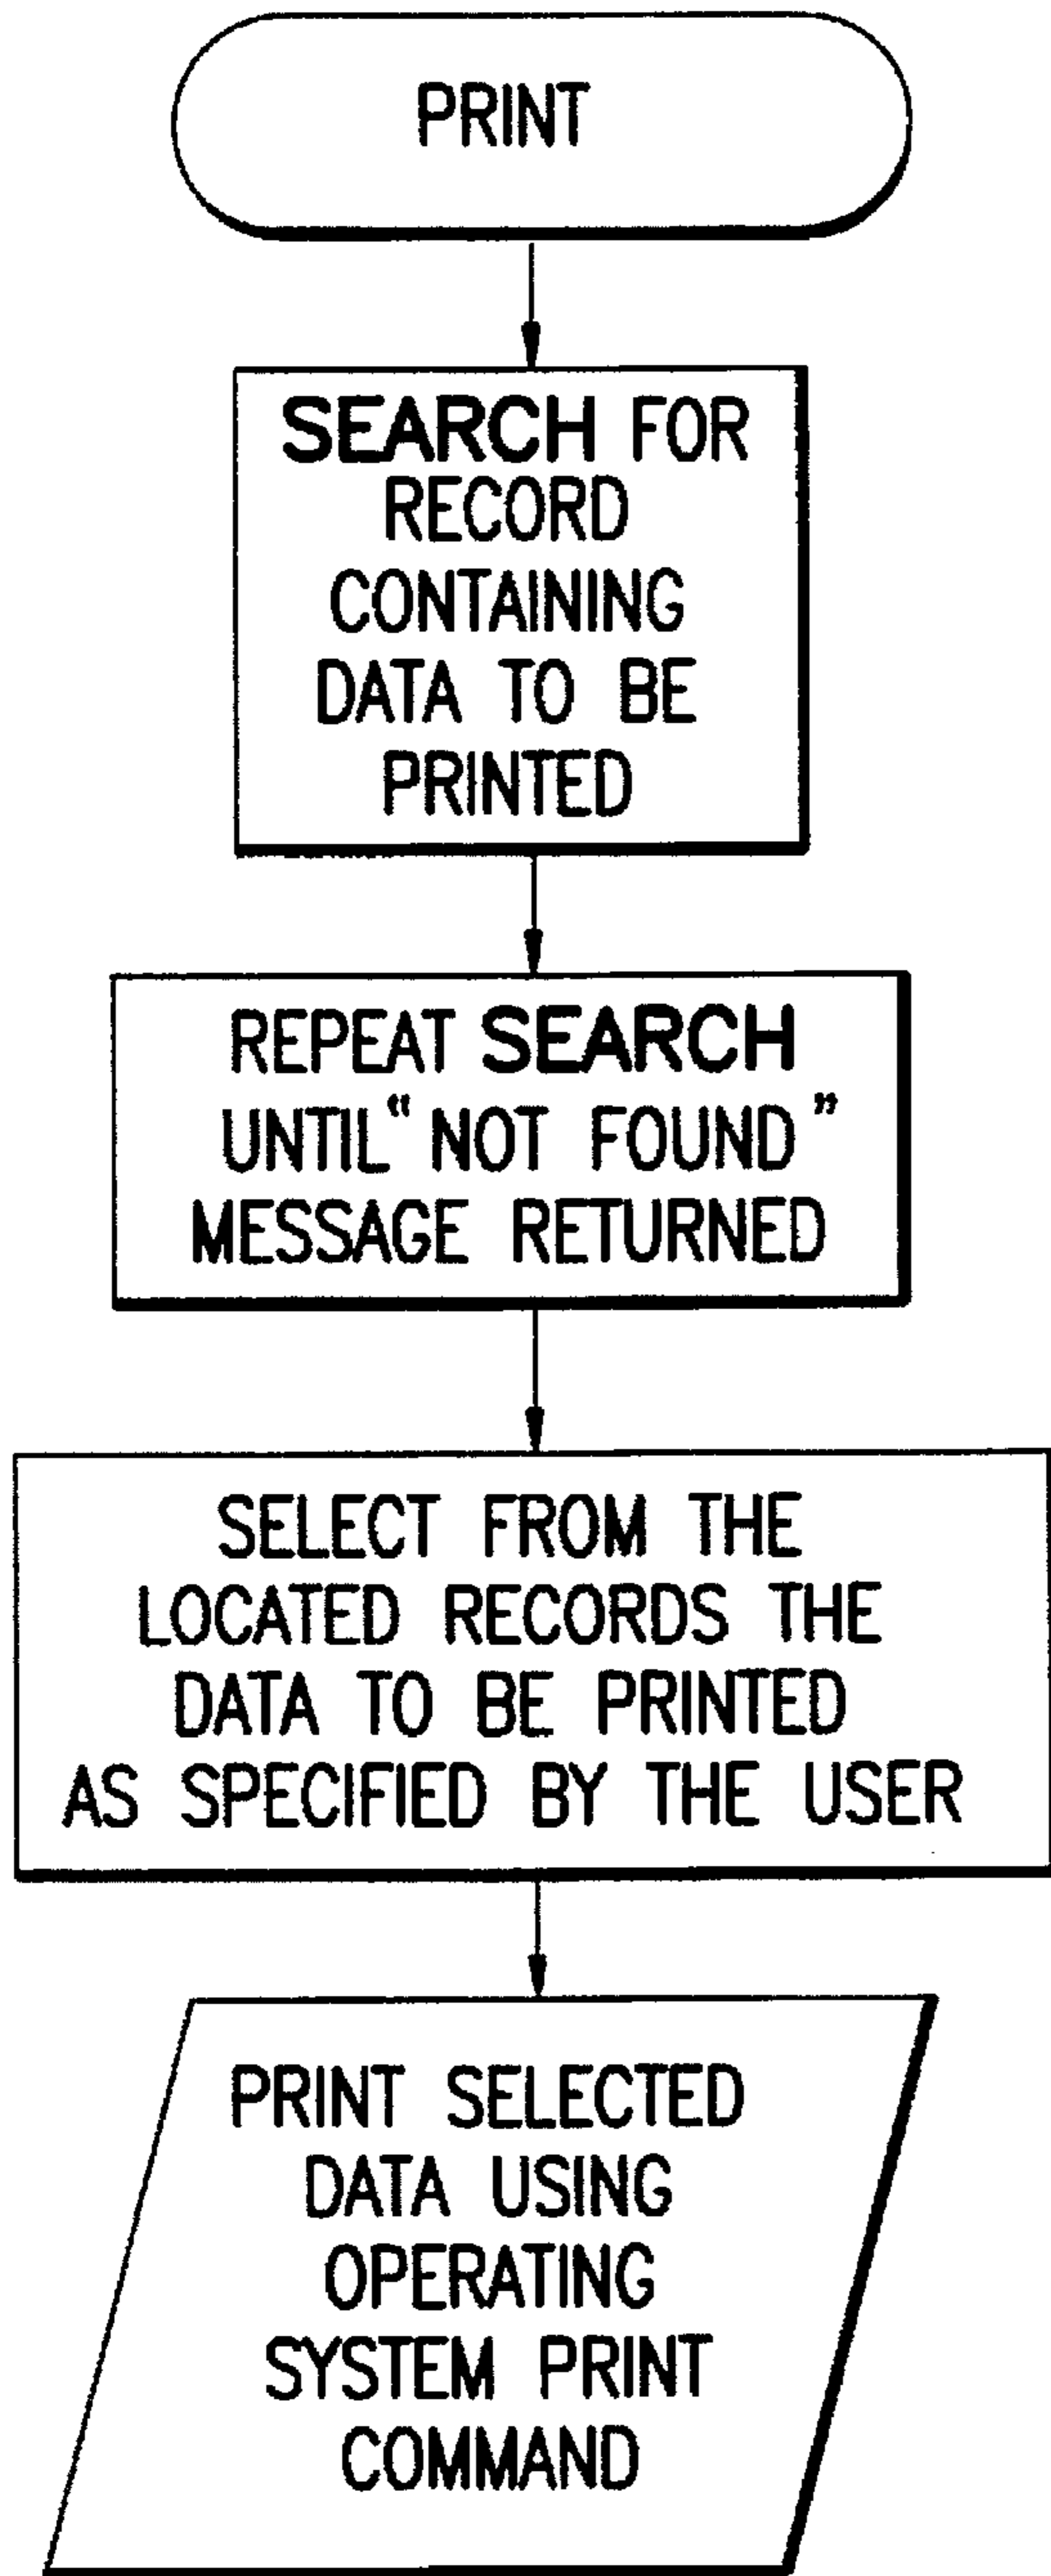 PRINT
SEARCH FOR
RECORD
CONTAINING
DATA TO BE
PRINTED
REPEAT SEARCH
UNTIL “NOT FOUND”
MESSAGE RETURNED
SELECT FROM THE
LOCATED RECORDS THE
DATA TO BE PRINTED
AS SPECIFIED BY THE USER
PRINT SELECTED
DATA USING
OPERATING
SYSTEM PRINT
COMMAND